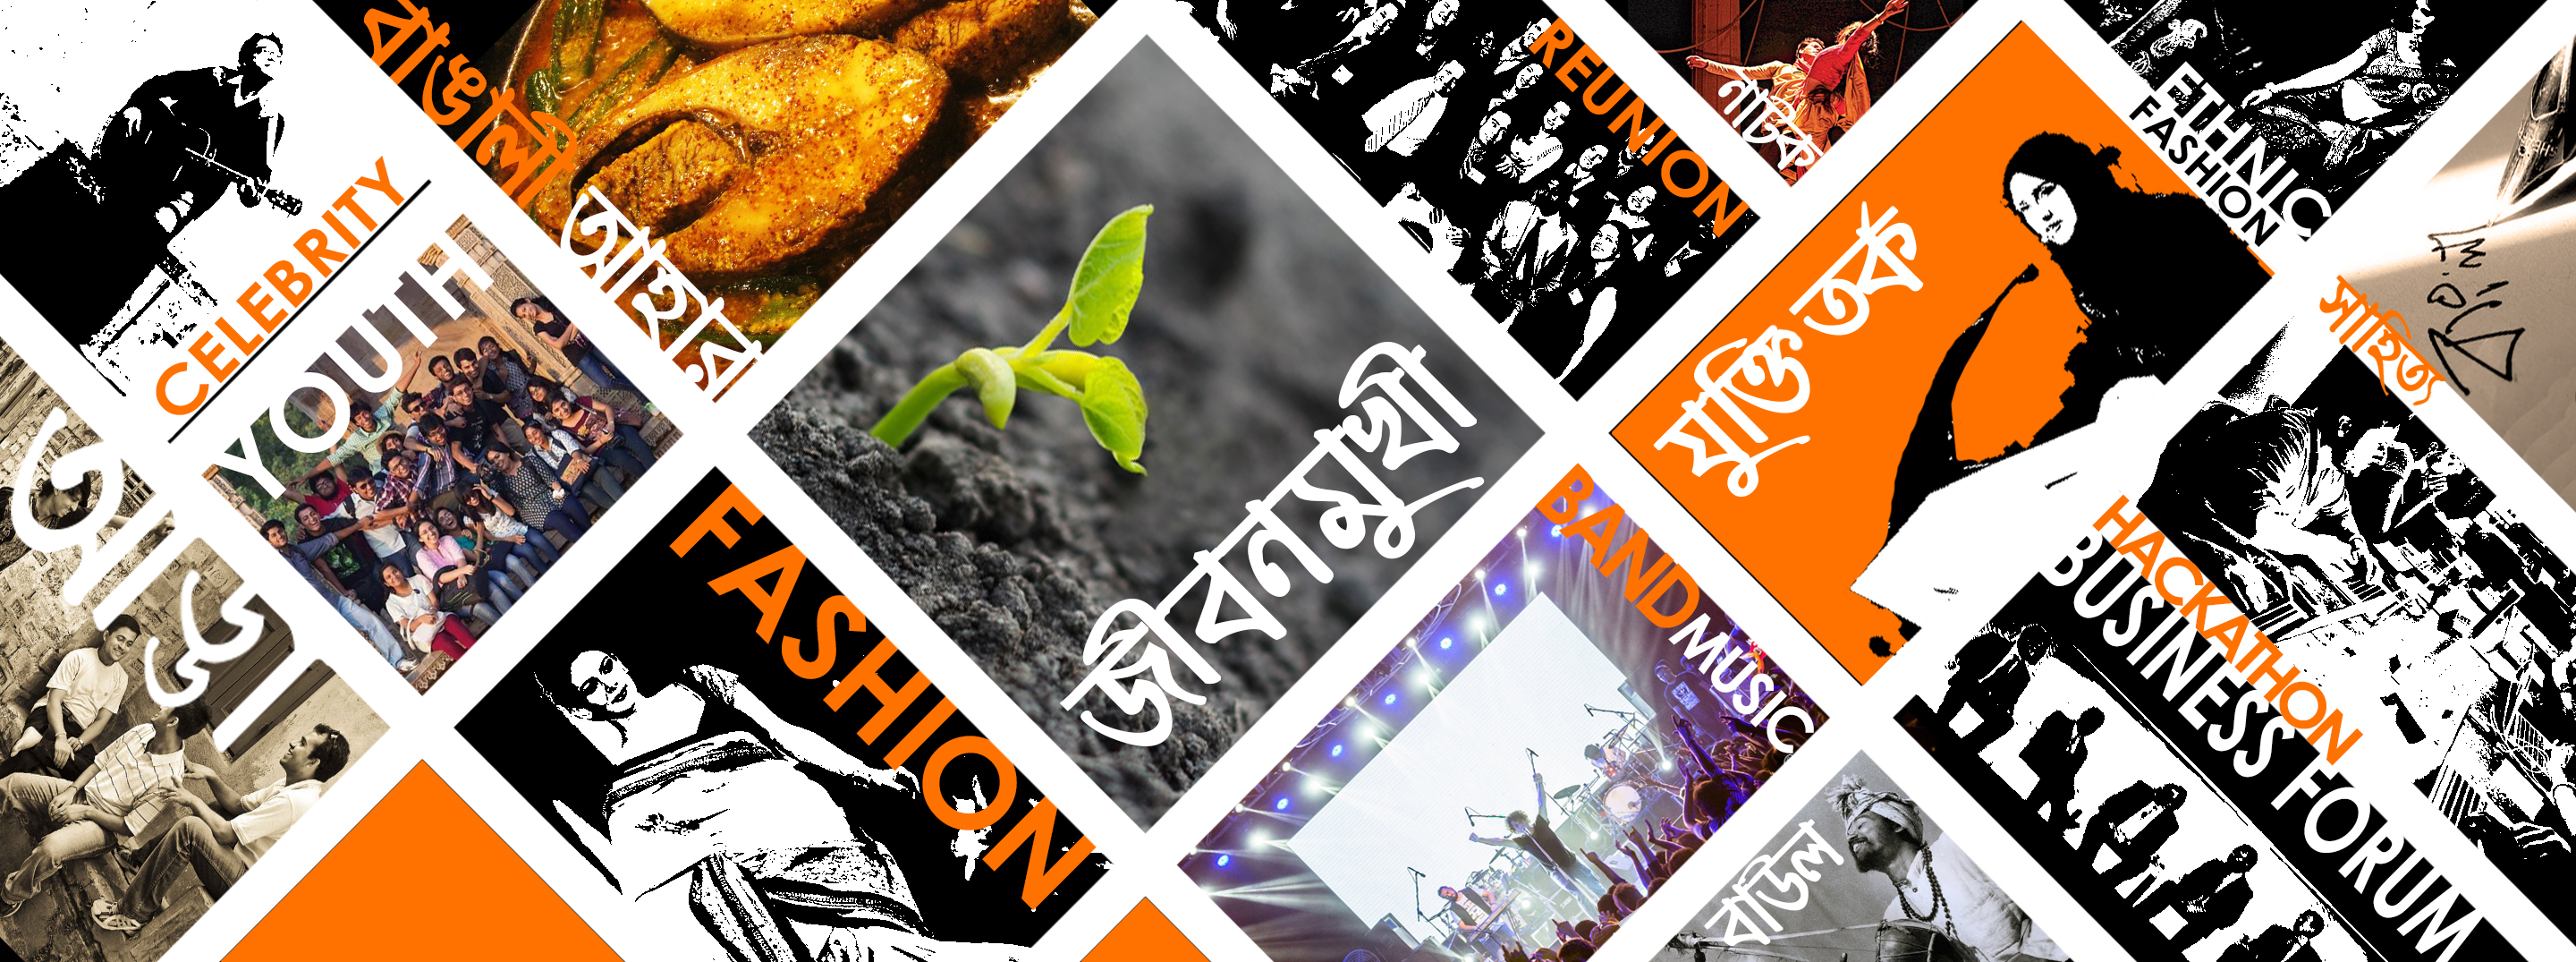 CELEBRITY
বাঙালী
আহার
YOUTH
আড্ডা
FASHION
জীবনমুখী
REUNION
নাটক
যুক্তি তর্ক
ETHNIC
FASHION
সাহিত্য
HACKATHON
BUSINESS FORUM
BAND MUSIC
বাউল